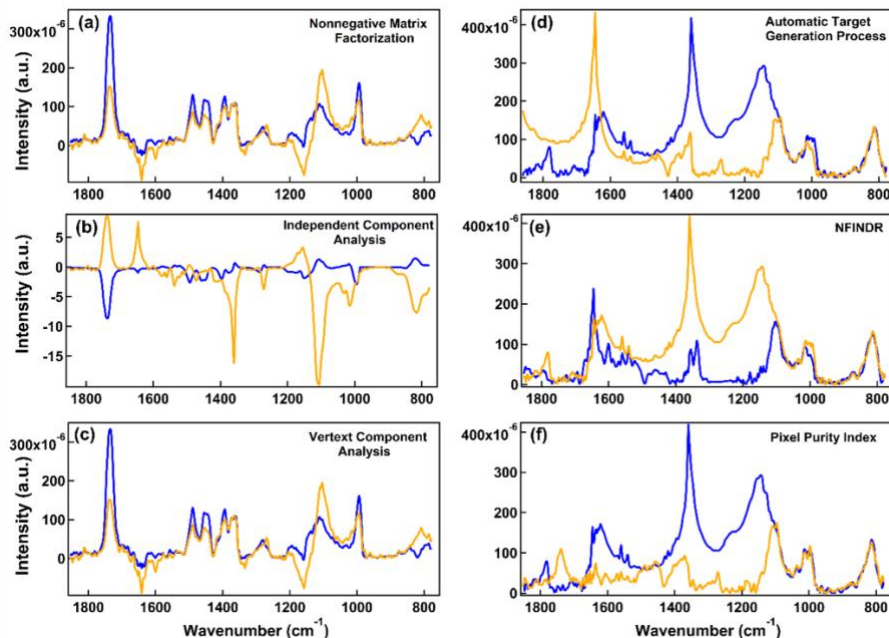 (a)
Nonnegative Matrix
Factorization
Intensity (a.u.)
300x10-6
200
100
0
1800 1600 1400 1200 1000 800
(b)
Independent Component
Analysis
Intensity (a.u.)
5
0
-5
-10
-15
1800 1600 1400 1200 1000 800
(c)
Vertext Component
Analysis
Intensity (a.u.)
300x10-6
200
100
0
1800 1600 1400 1200 1000 800
Wavenumber (cm-1)
(d)
Automatic Target
Generation Process
400x10-6
300
200
100
0
1800 1600 1400 1200 1000 800
(e)
NFINDR
400x10-6
300
200
100
0
1800 1600 1400 1200 1000 800
(f)
Pixel Purity Index
400x10-6
300
200
100
0
1800 1600 1400 1200 1000 800
Wavenumber (cm-1)